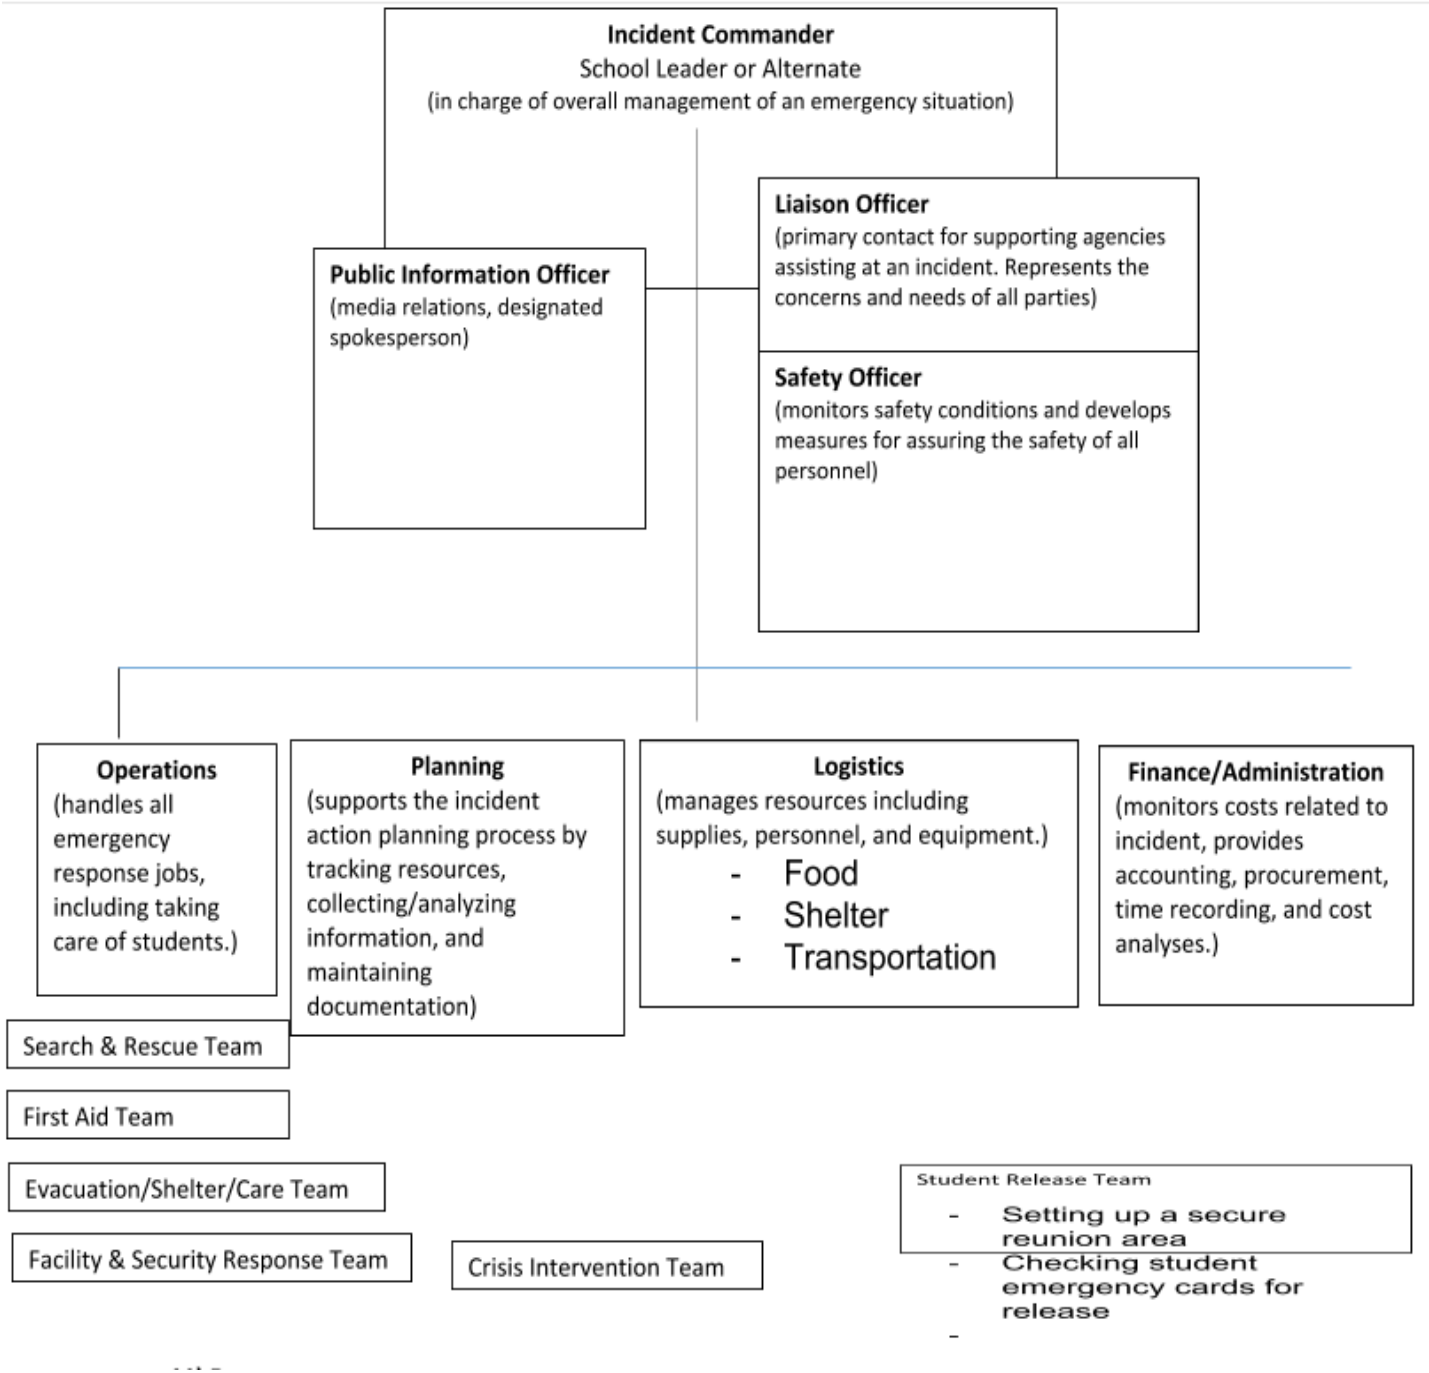 Incident Commander
School Leader or Alternate
(in charge of overall management of an emergency situation)
Liaison Officer
(primary contact for supporting agencies
assisting at an incident. Represents the
concerns and needs of all parties)
Public Information Officer
(media relations, designated
spokesperson)
Safety Officer
(monitors safety conditions and develops
measures for assuring the safety of all
personnel)
Operations
(handles all
emergency
response jobs,
including taking
care of students.)
Planning
(supports the incident
action planning process by
tracking resources,
collecting/analyzing
information, and
maintaining
documentation)
Logistics
(manages resources including
supplies, personnel, and equipment.)
- Food
- Shelter
- Transportation
Finance/Administration
(monitors costs related to
incident, provides
accounting, procurement,
time recording, and cost
analyses.)
Search & Rescue Team
First Aid Team
Evacuation/Shelter/Care Team
Facility & Security Response Team
Crisis Intervention Team
Student Release Team
- Setting up a secure
reunion area
- Checking student
emergency cards for
release
-